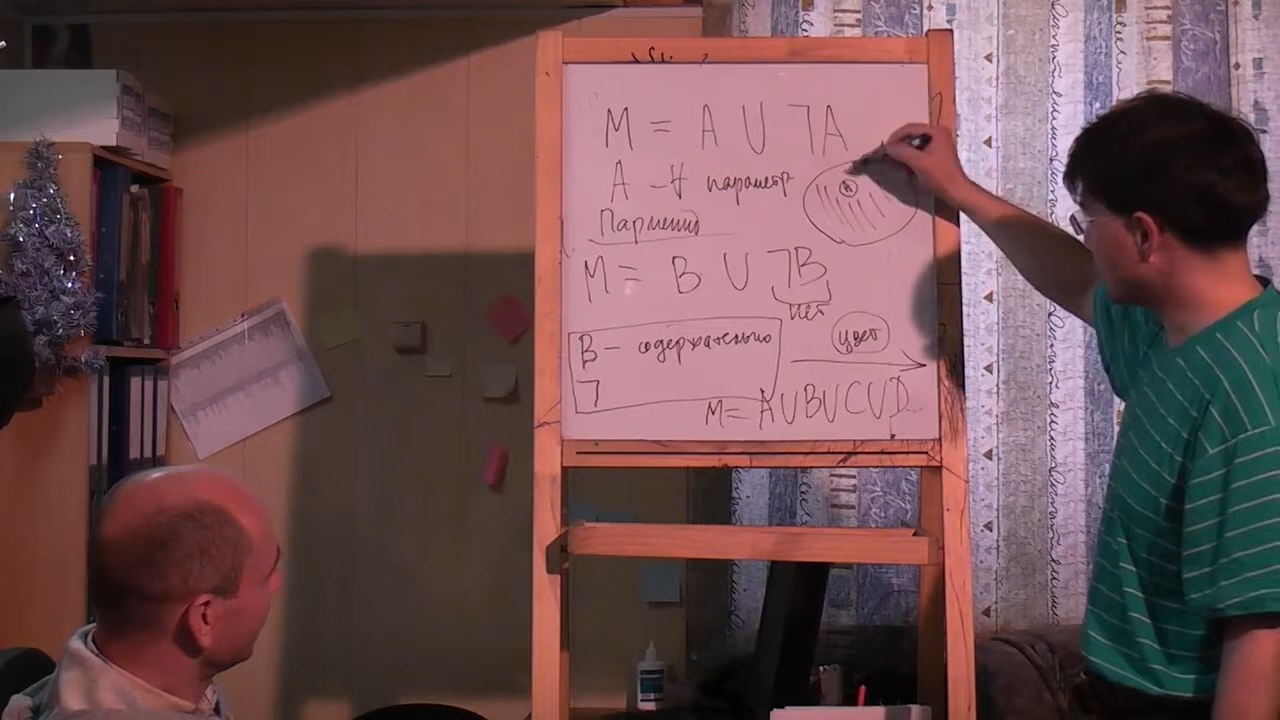 M = A ∪ ¬A
A – ∀ параметр
A
Парменид
M = B ∪ ¬B
нет
B – содержательно
¬
цвет
M = A∪B∪C∪D...